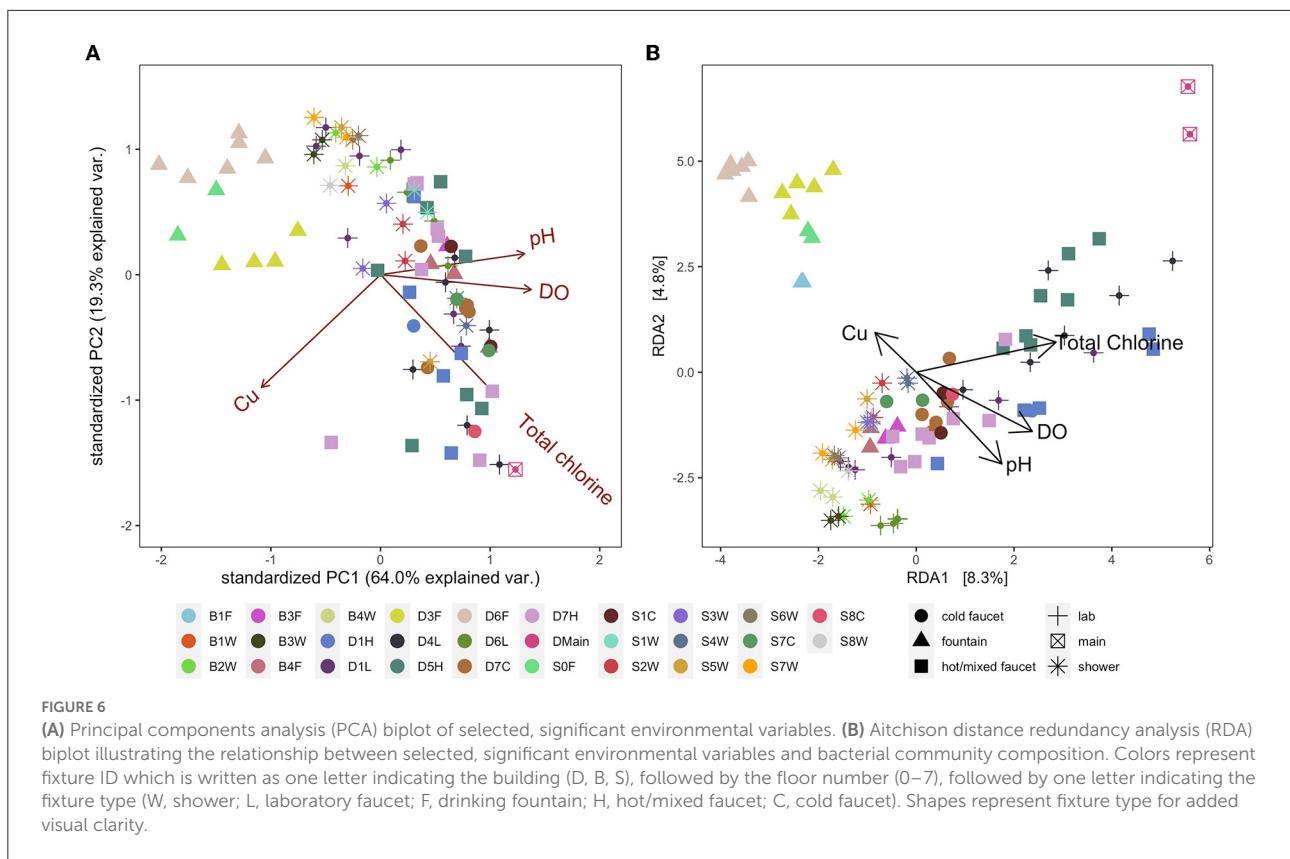 A
B
pH
DO
Cu
Total chlorine
standardized PC2 (19.3% explained var.)
1
0
-1
-2
-2
-1
0
1
2
standardized PC1 (64.0% explained var.)
Cu
Total Chlorine
DO
pH
RDA2 [4.8%]
5.0
2.5
0.0
-2.5
-4
-2
0
2
4
6
RDA1 [8.3%]
B1F B3F B4W D3F D6F D7H S1C S3W S6W S8C cold faucet lab
B1W B3W D1H D4L D6L DMain S1W S4W S7C S8W fountain main
B2W B4F D1L D5H D7C S0F S2W S5W S7W hot/mixed faucet shower
FIGURE 6
(A) Principal components analysis (PCA) biplot of selected, significant environmental variables. (B) Aitchison distance redundancy analysis (RDA)
biplot illustrating the relationship between selected, significant environmental variables and bacterial community composition. Colors represent
fixture ID which is written as one letter indicating the building (D, B, S), followed by the floor number (0–7), followed by one letter indicating the
fixture type (W, shower; L, laboratory faucet; F, drinking fountain; H, hot/mixed faucet; C, cold faucet). Shapes represent fixture type for added
visual clarity.